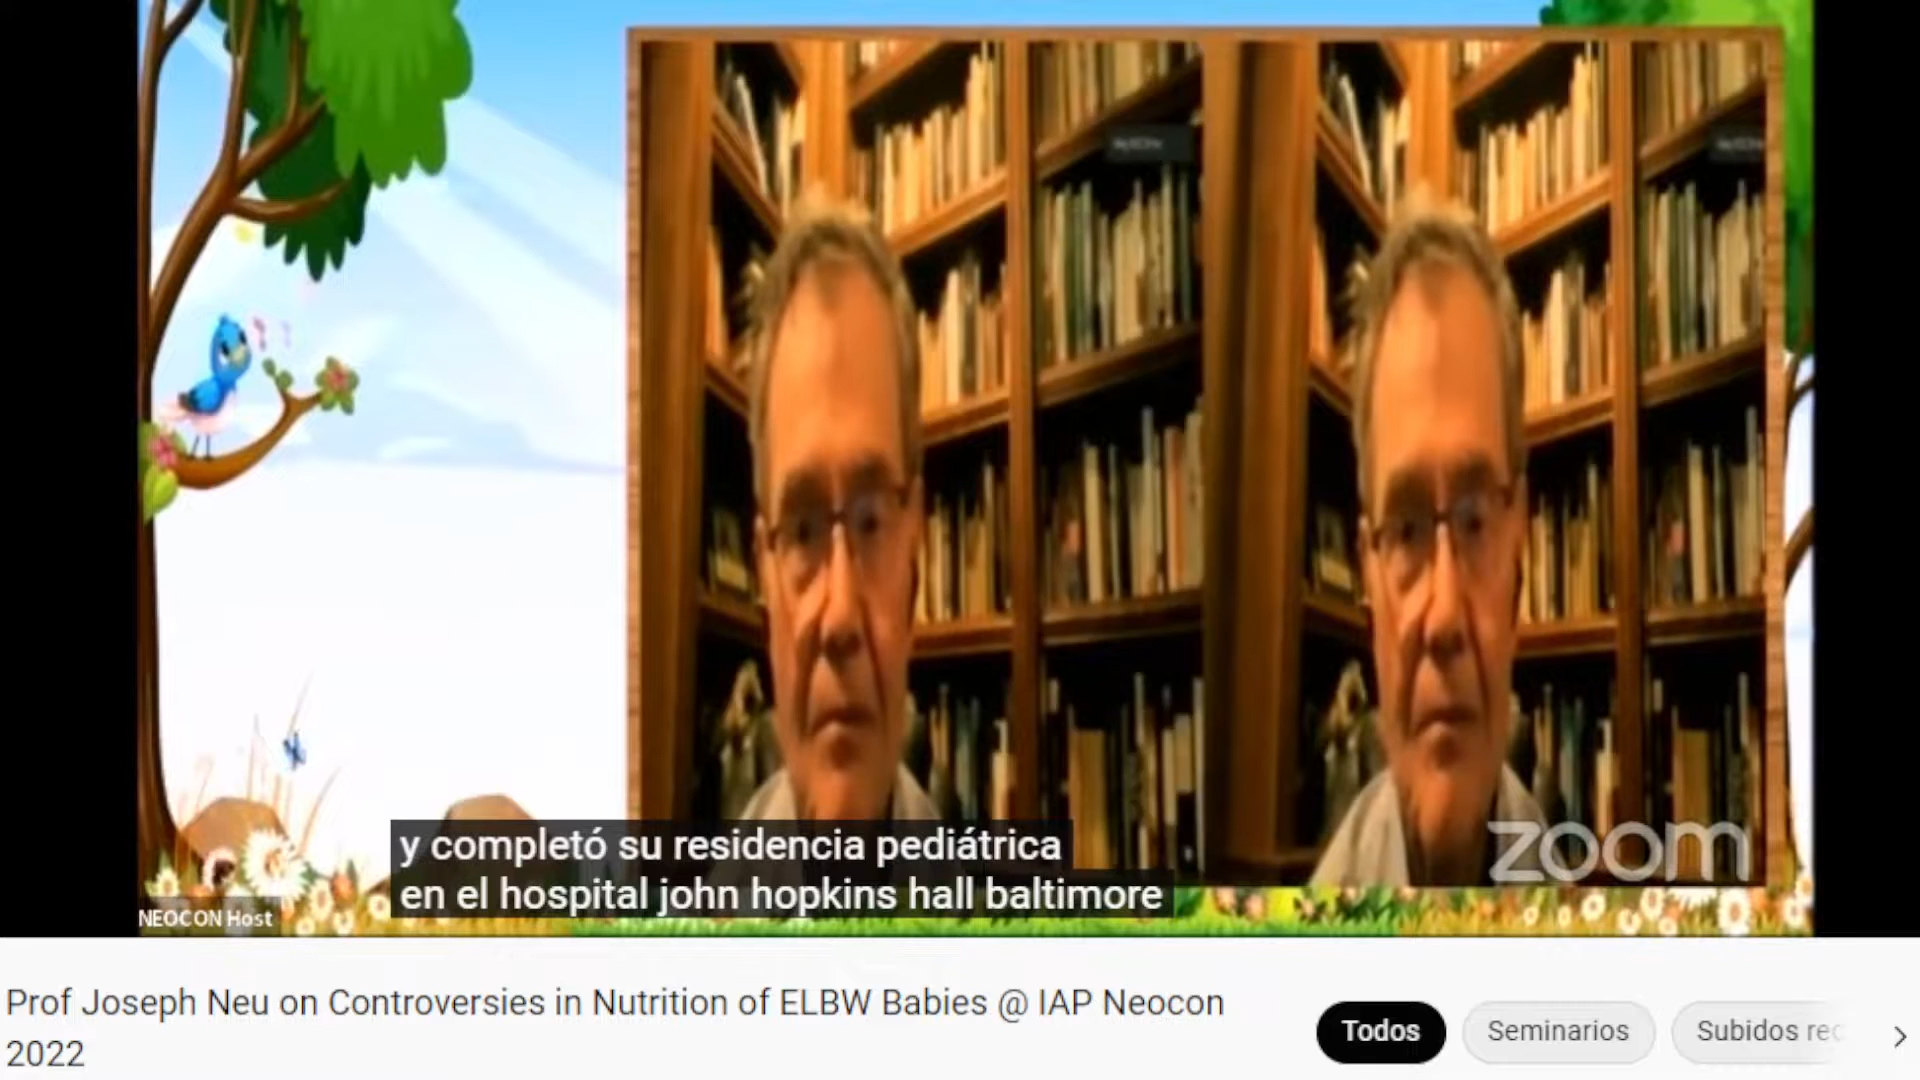 y completó su residencia pediátrica
en el hospital john hopkins hall baltimore
zoom
NEOCON Host
Prof Joseph Neu on Controversies in Nutrition of ELBW Babies @ IAP Neocon
2022
Todos
Seminarios
Subidos rec